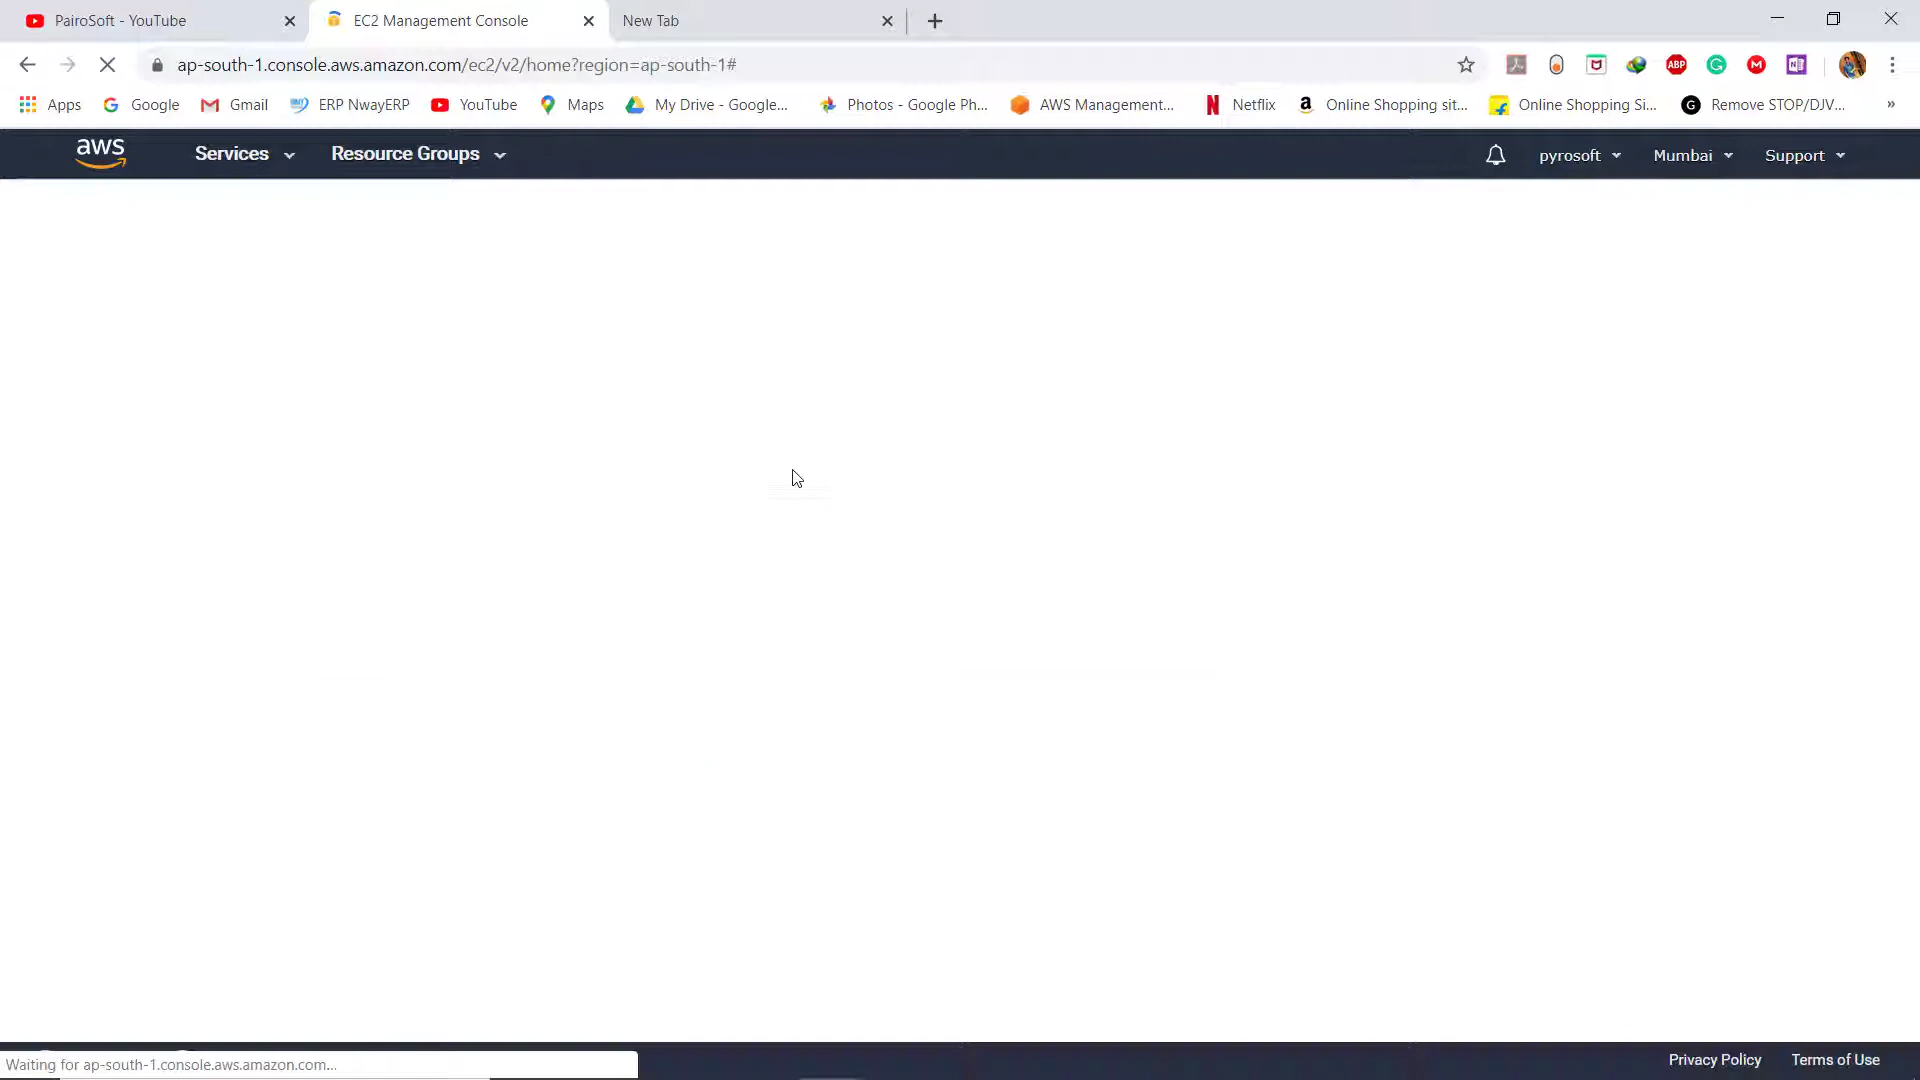 PairoSoft - YouTube
EC2 Management Console
New Tab
ap-south-1.console.aws.amazon.com/ec2/v2/home?region=ap-south-1#
ABP
Apps
Google
Gmail
ERP NwayERP
YouTube
Maps
My Drive - Google...
Photos - Google Ph...
AWS Management...
Netflix
Online Shopping sit...
Online Shopping Si...
Remove STOP/DJV...
»
aws
Services
Resource Groups
pyrosoft
Mumbai
Support
Waiting for ap-south-1.console.aws.amazon.com...
Privacy Policy
Terms of Use